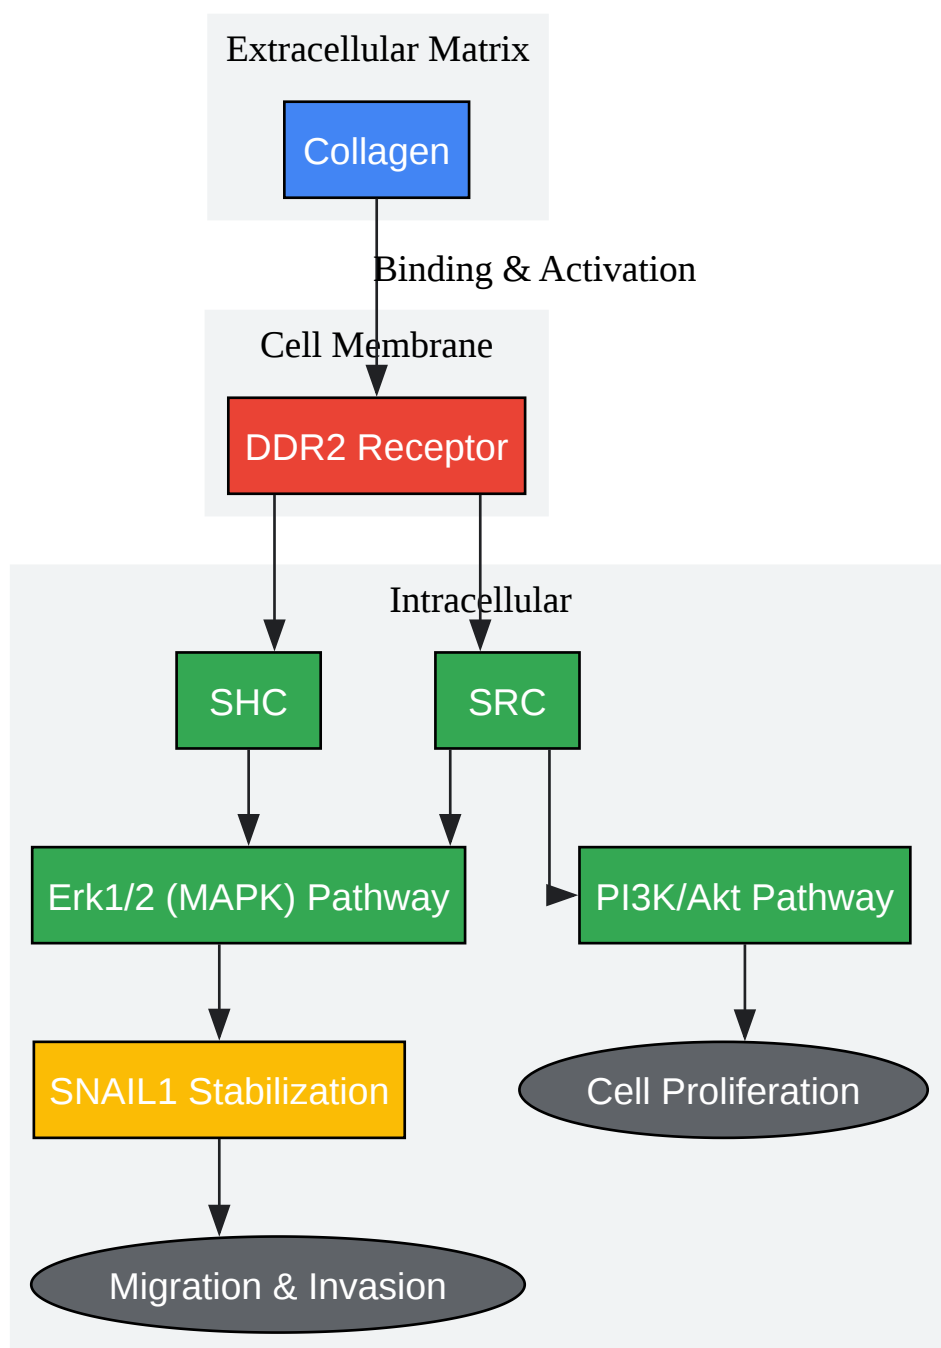 Extracellular Matrix
Collagen
Binding & Activation
Cell Membrane
DDR2 Receptor
Intracellular
SHC
SRC
Erk1/2 (MAPK) Pathway
PI3K/Akt Pathway
SNAIL1 Stabilization
Cell Proliferation
Migration & Invasion